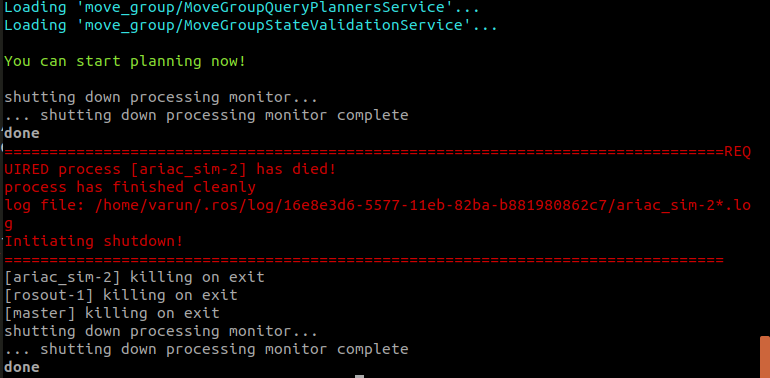 Loading 'move_group/MoveGroupQueryPlannersService'...
Loading 'move_group/MoveGroupStateValidationService'...
You can start planning now!
shutting down processing monitor...
... shutting down processing monitor complete
done
================================================================================REQ
UIRED process [ariac_sim-2] has died!
process has finished cleanly
log file: /home/varun/.ros/log/16e8e3d6-5577-11eb-82ba-b881980862c7/ariac_sim-2*.lo
g
Initiating shutdown!
================================================================================
[ariac_sim-2] killing on exit
[rosout-1] killing on exit
[master] killing on exit
shutting down processing monitor...
... shutting down processing monitor complete
done